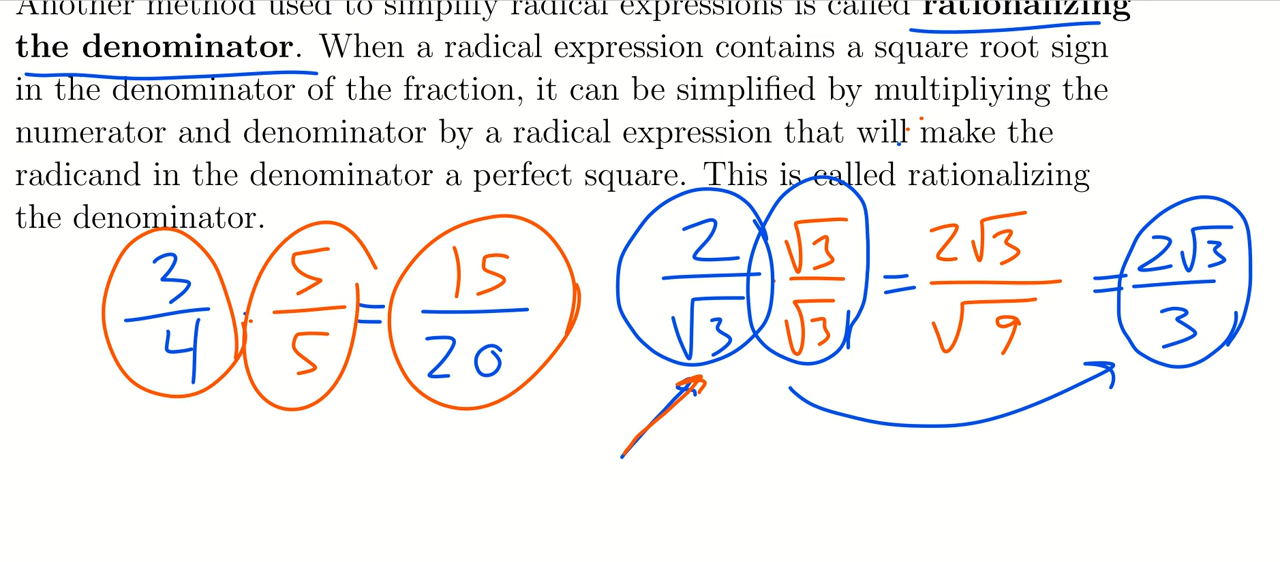 Another method used to simplify radical expressions is called rationalizing
the denominator. When a radical expression contains a square root sign
in the denominator of the fraction, it can be simplified by multipliying the
numerator and denominator by a radical expression that will make the
radicand in the denominator a perfect square. This is called rationalizing
the denominator.
3/4 · 5/5 = 15/20
2/√3 · √3/√3 = 2√3/√9 = 2√3/3